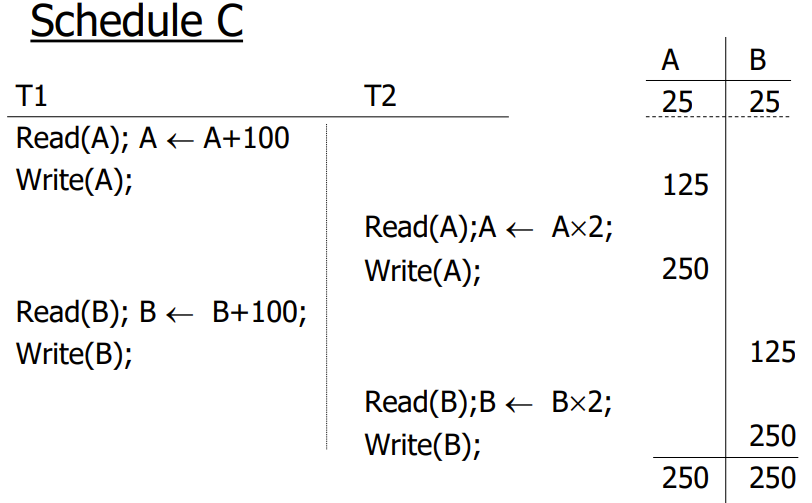 Schedule C
A B
T1 T2 25 25
Read(A); A ← A+100
Write(A); 125
Read(A);A ← A×2;
Write(A); 250
Read(B); B ← B+100;
Write(B); 125
Read(B);B ← B×2;
Write(B); 250
250 250